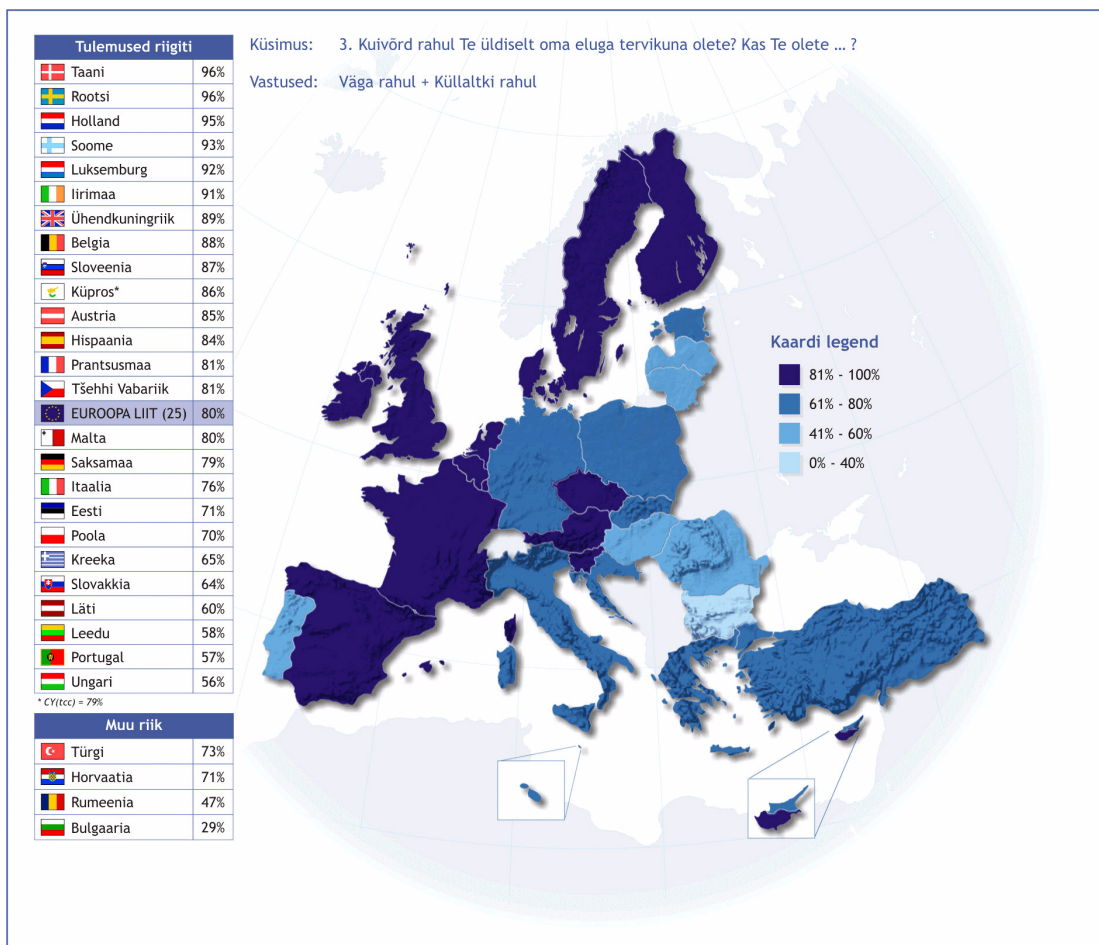 Tulemused riigiti
Taani 96%
Rootsi 96%
Holland 95%
Soome 93%
Luksemburg 92%
Iirimaa 91%
Ühendkuningriik 89%
Belgia 88%
Sloveenia 87%
Küpros* 86%
Austria 85%
Hispaania 84%
Prantsusmaa 81%
Tšehhi Vabariik 81%
EUROOPA LIIT (25) 80%
Malta 80%
Saksamaa 79%
Itaalia 76%
Eesti 71%
Poola 70%
Kreeka 65%
Slovakkia 64%
Läti 60%
Leedu 58%
Portugal 57%
Ungari 56%
* CY(tcc) = 79%
Muu riik
Türgi 73%
Horvaatia 71%
Rumeenia 47%
Bulgaaria 29%
Küsimus: 3. Kuivõrd rahul Te üldiselt oma eluga tervikuna olete? Kas Te olete ... ?
Vastused: Väga rahul + Küllaltki rahul
Kaardi legend
81% - 100%
61% - 80%
41% - 60%
0% - 40%